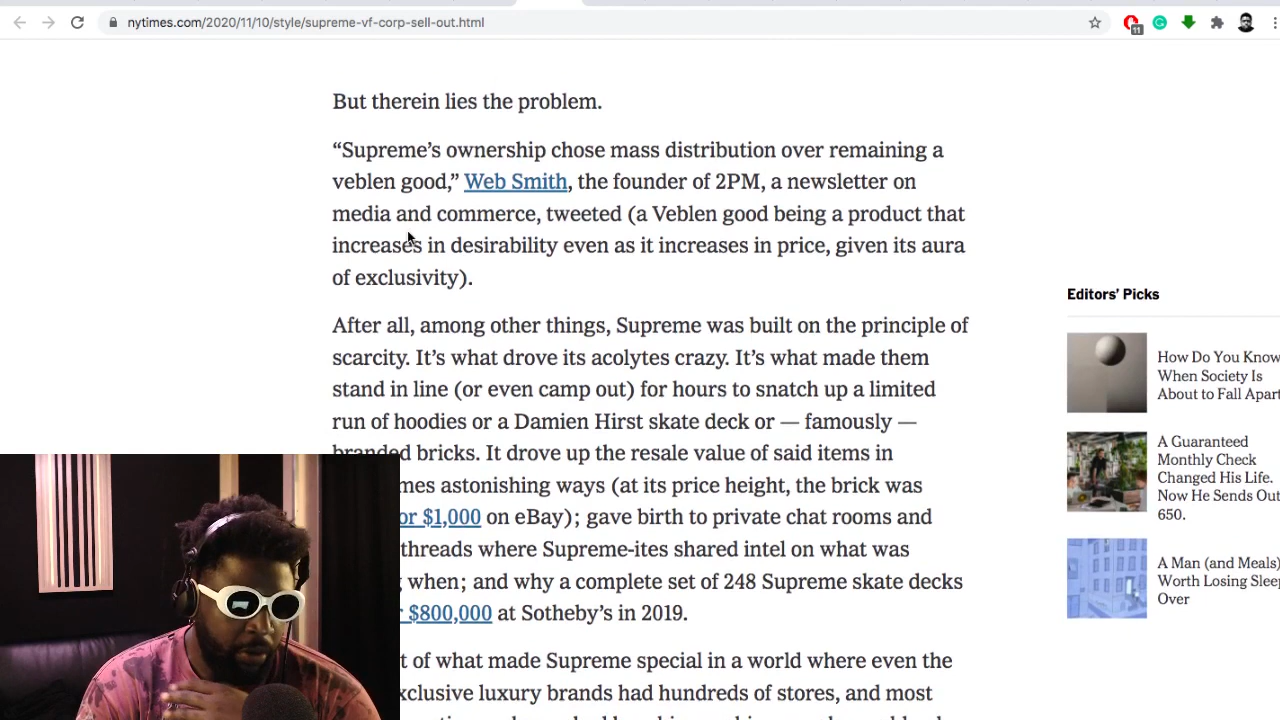 nytimes.com/2020/11/10/style/supreme-vf-corp-sell-out.html
11
But therein lies the problem.
“Supreme’s ownership chose mass distribution over remaining a
veblen good,” Web Smith, the founder of 2PM, a newsletter on
media and commerce, tweeted (a Veblen good being a product that
increases in desirability even as it increases in price, given its aura
of exclusivity).
After all, among other things, Supreme was built on the principle of
scarcity. It’s what drove its acolytes crazy. It’s what made them
stand in line (or even camp out) for hours to snatch up a limited
run of hoodies or a Damien Hirst skate deck or — famously —
branded bricks. It drove up the resale value of said items in
mes astonishing ways (at its price height, the brick was
or $1,000 on eBay); gave birth to private chat rooms and
threads where Supreme-ites shared intel on what was
when; and why a complete set of 248 Supreme skate decks
$800,000 at Sotheby’s in 2019.
t of what made Supreme special in a world where even the
xclusive luxury brands had hundreds of stores, and most
Editors’ Picks
How Do You Know
When Society Is
About to Fall Apart
A Guaranteed
Monthly Check
Changed His Life.
Now He Sends Out
650.
A Man (and Meals)
Worth Losing Sleep
Over